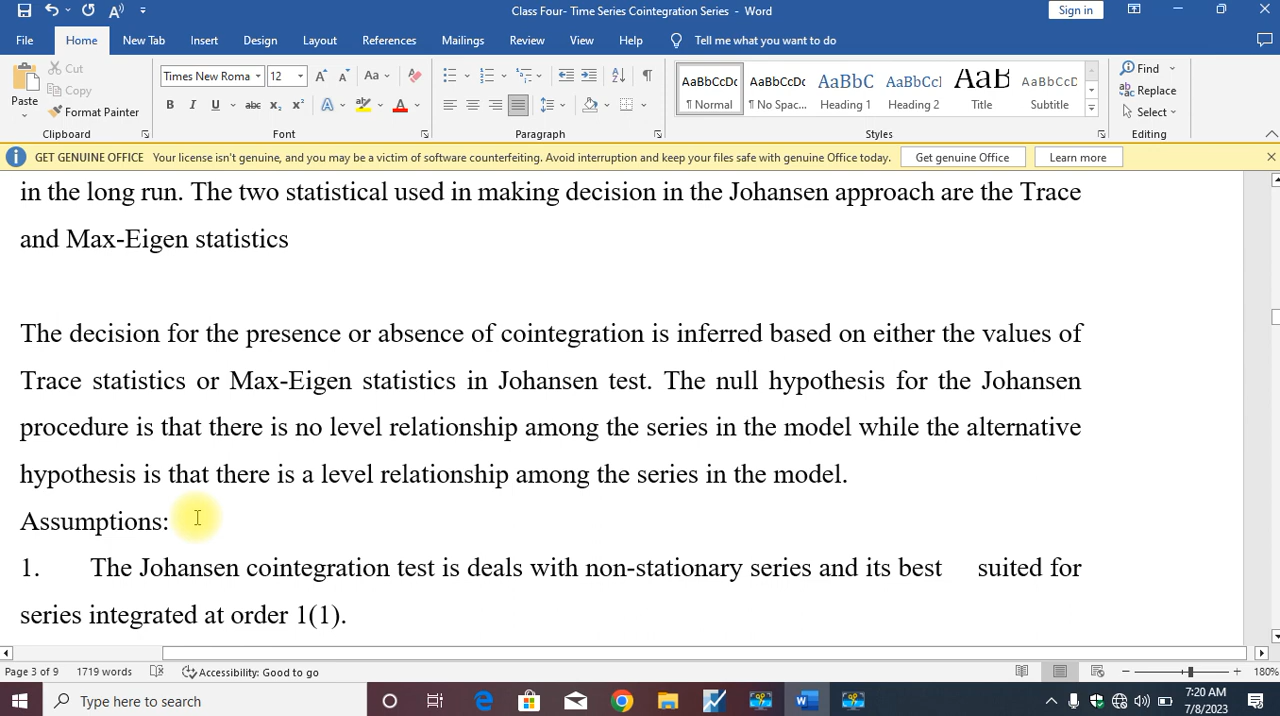 Class Four- Time Series Cointegration Series - Word
Sign in
File Home New Tab Insert Design Layout References Mailings Review View Help Tell me what you want to do
Paste
Cut
Copy
Format Painter
Clipboard
Times New Roma 12
Font
Paragraph
AaBbCcDc ¶ Normal
AaBbCcDc ¶ No Spac...
AaBbC Heading 1
AaBbCcl Heading 2
AaB Title
AaBbCcD Subtitle
Styles
Find
Replace
Select
Editing
GET GENUINE OFFICE Your license isn't genuine, and you may be a victim of software counterfeiting. Avoid interruption and keep your files safe with genuine Office today. Get genuine Office Learn more
in the long run. The two statistical used in making decision in the Johansen approach are the Trace
and Max-Eigen statistics
The decision for the presence or absence of cointegration is inferred based on either the values of
Trace statistics or Max-Eigen statistics in Johansen test. The null hypothesis for the Johansen
procedure is that there is no level relationship among the series in the model while the alternative
hypothesis is that there is a level relationship among the series in the model.
Assumptions:
1. The Johansen cointegration test is deals with non-stationary series and its best suited for
series integrated at order 1(1).
Page 3 of 9 1719 words Accessibility: Good to go 180%
Type here to search
7:20 AM
7/8/2023